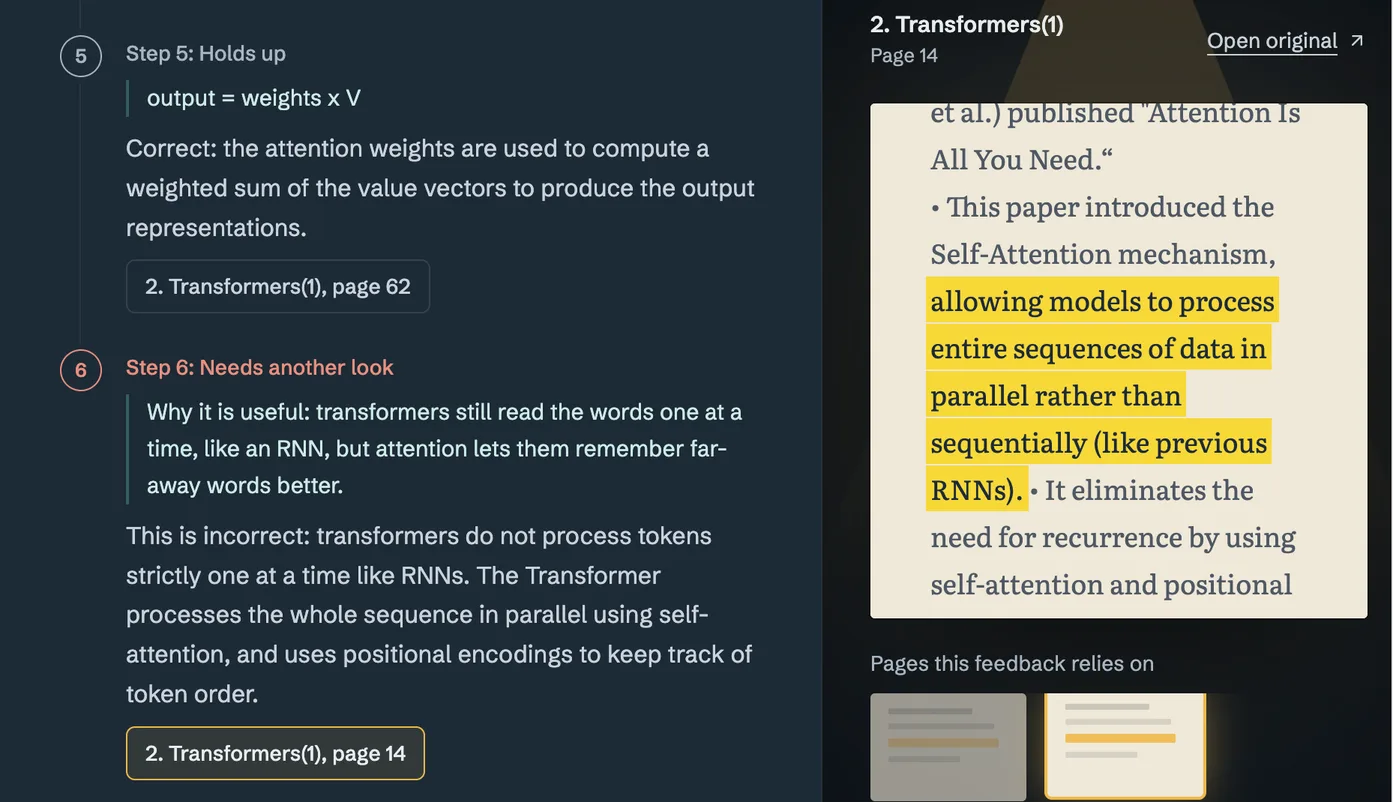 5
Step 5: Holds up
output = weights x V
Correct: the attention weights are used to compute a
weighted sum of the value vectors to produce the output
representations.
2. Transformers(1), page 62
6
Step 6: Needs another look
Why it is useful: transformers still read the words one at a
time, like an RNN, but attention lets them remember far-
away words better.
This is incorrect: transformers do not process tokens
strictly one at a time like RNNs. The Transformer
processes the whole sequence in parallel using self-
attention, and uses positional encodings to keep track of
token order.
2. Transformers(1), page 14
2. Transformers(1)
Page 14
Open original ↗
et al.) published "Attention Is
All You Need.“
• This paper introduced the
Self-Attention mechanism,
allowing models to process
entire sequences of data in
parallel rather than
sequentially (like previous
RNNs). • It eliminates the
need for recurrence by using
self-attention and positional
Pages this feedback relies on